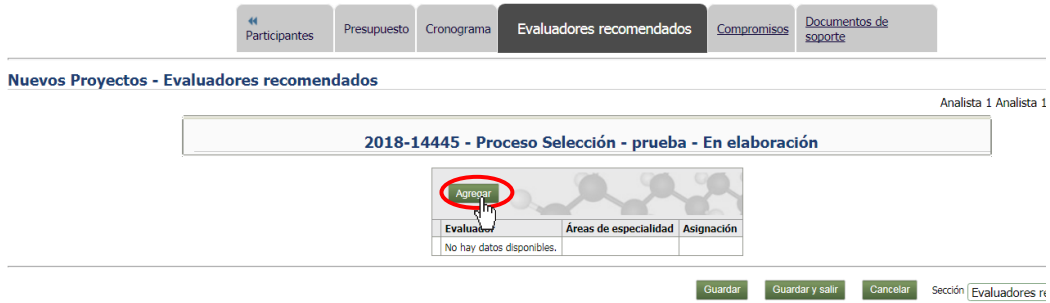 Participantes Presupuesto Cronograma Evaluadores recomendados Compromisos Documentos de soporte
Nuevos Proyectos - Evaluadores recomendados
Analista 1 Analista 1
2018-14445 - Proceso Selección - prueba - En elaboración
Agregar
Evaluador Áreas de especialidad Asignación
No hay datos disponibles.
Guardar Guardar y salir Cancelar Sección Evaluadores